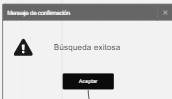 Mensaje de confirmación
Búsqueda exitosa
Aceptar